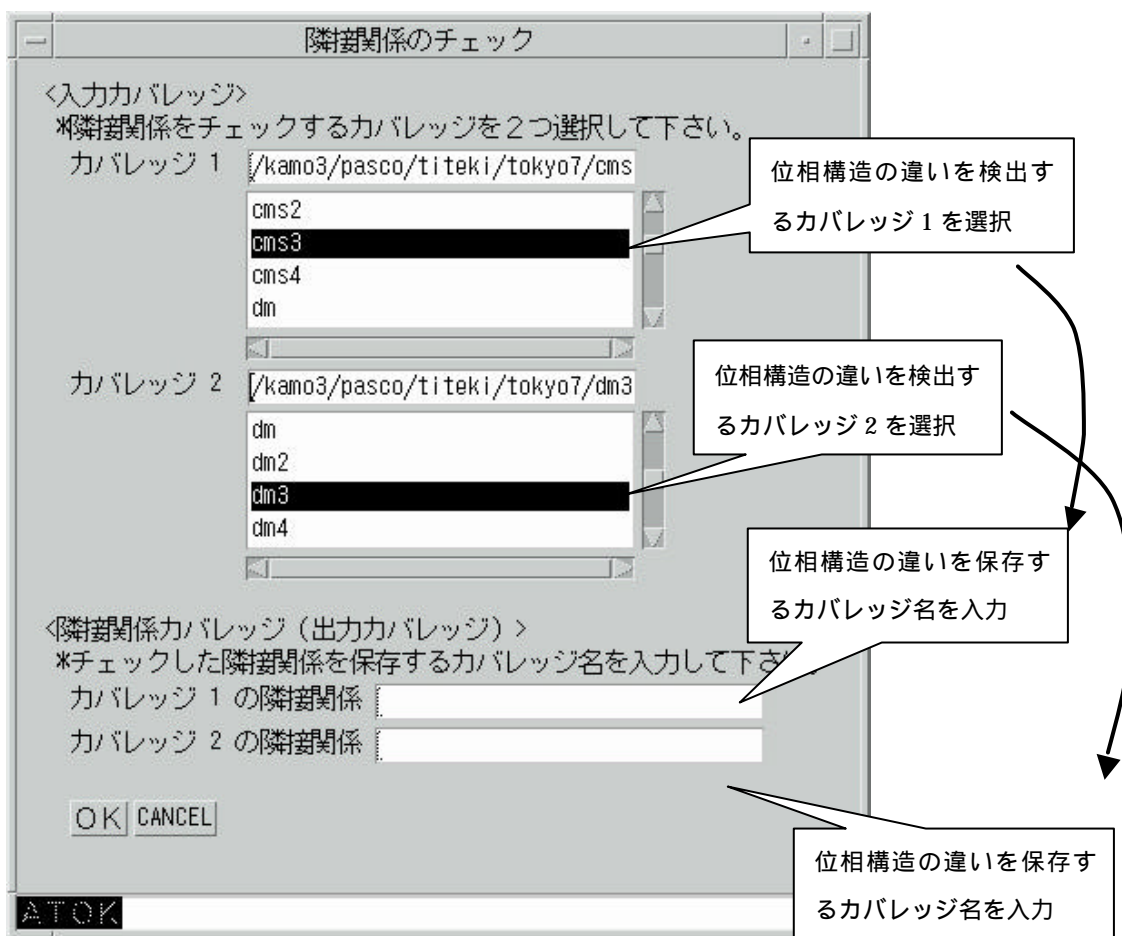 隣接関係のチェック
<入力カバレッジ>
*隣接関係をチェックするカバレッジを２つ選択して下さい。
カバレッジ 1 /kamo3/pasco/titeki/tokyo7/cms
cms2
cms3
cms4
dm
位相構造の違いを検出す
るカバレッジ 1 を選択
カバレッジ 2 /kamo3/pasco/titeki/tokyo7/dm3
dm
dm2
dm3
dm4
位相構造の違いを検出す
るカバレッジ 2 を選択
<隣接関係カバレッジ（出力カバレッジ）>
*チェックした隣接関係を保存するカバレッジ名を入力して下さ
カバレッジ 1 の隣接関係
カバレッジ 2 の隣接関係
位相構造の違いを保存す
るカバレッジ名を入力
OK CANCEL
位相構造の違いを保存す
るカバレッジ名を入力
ATOK